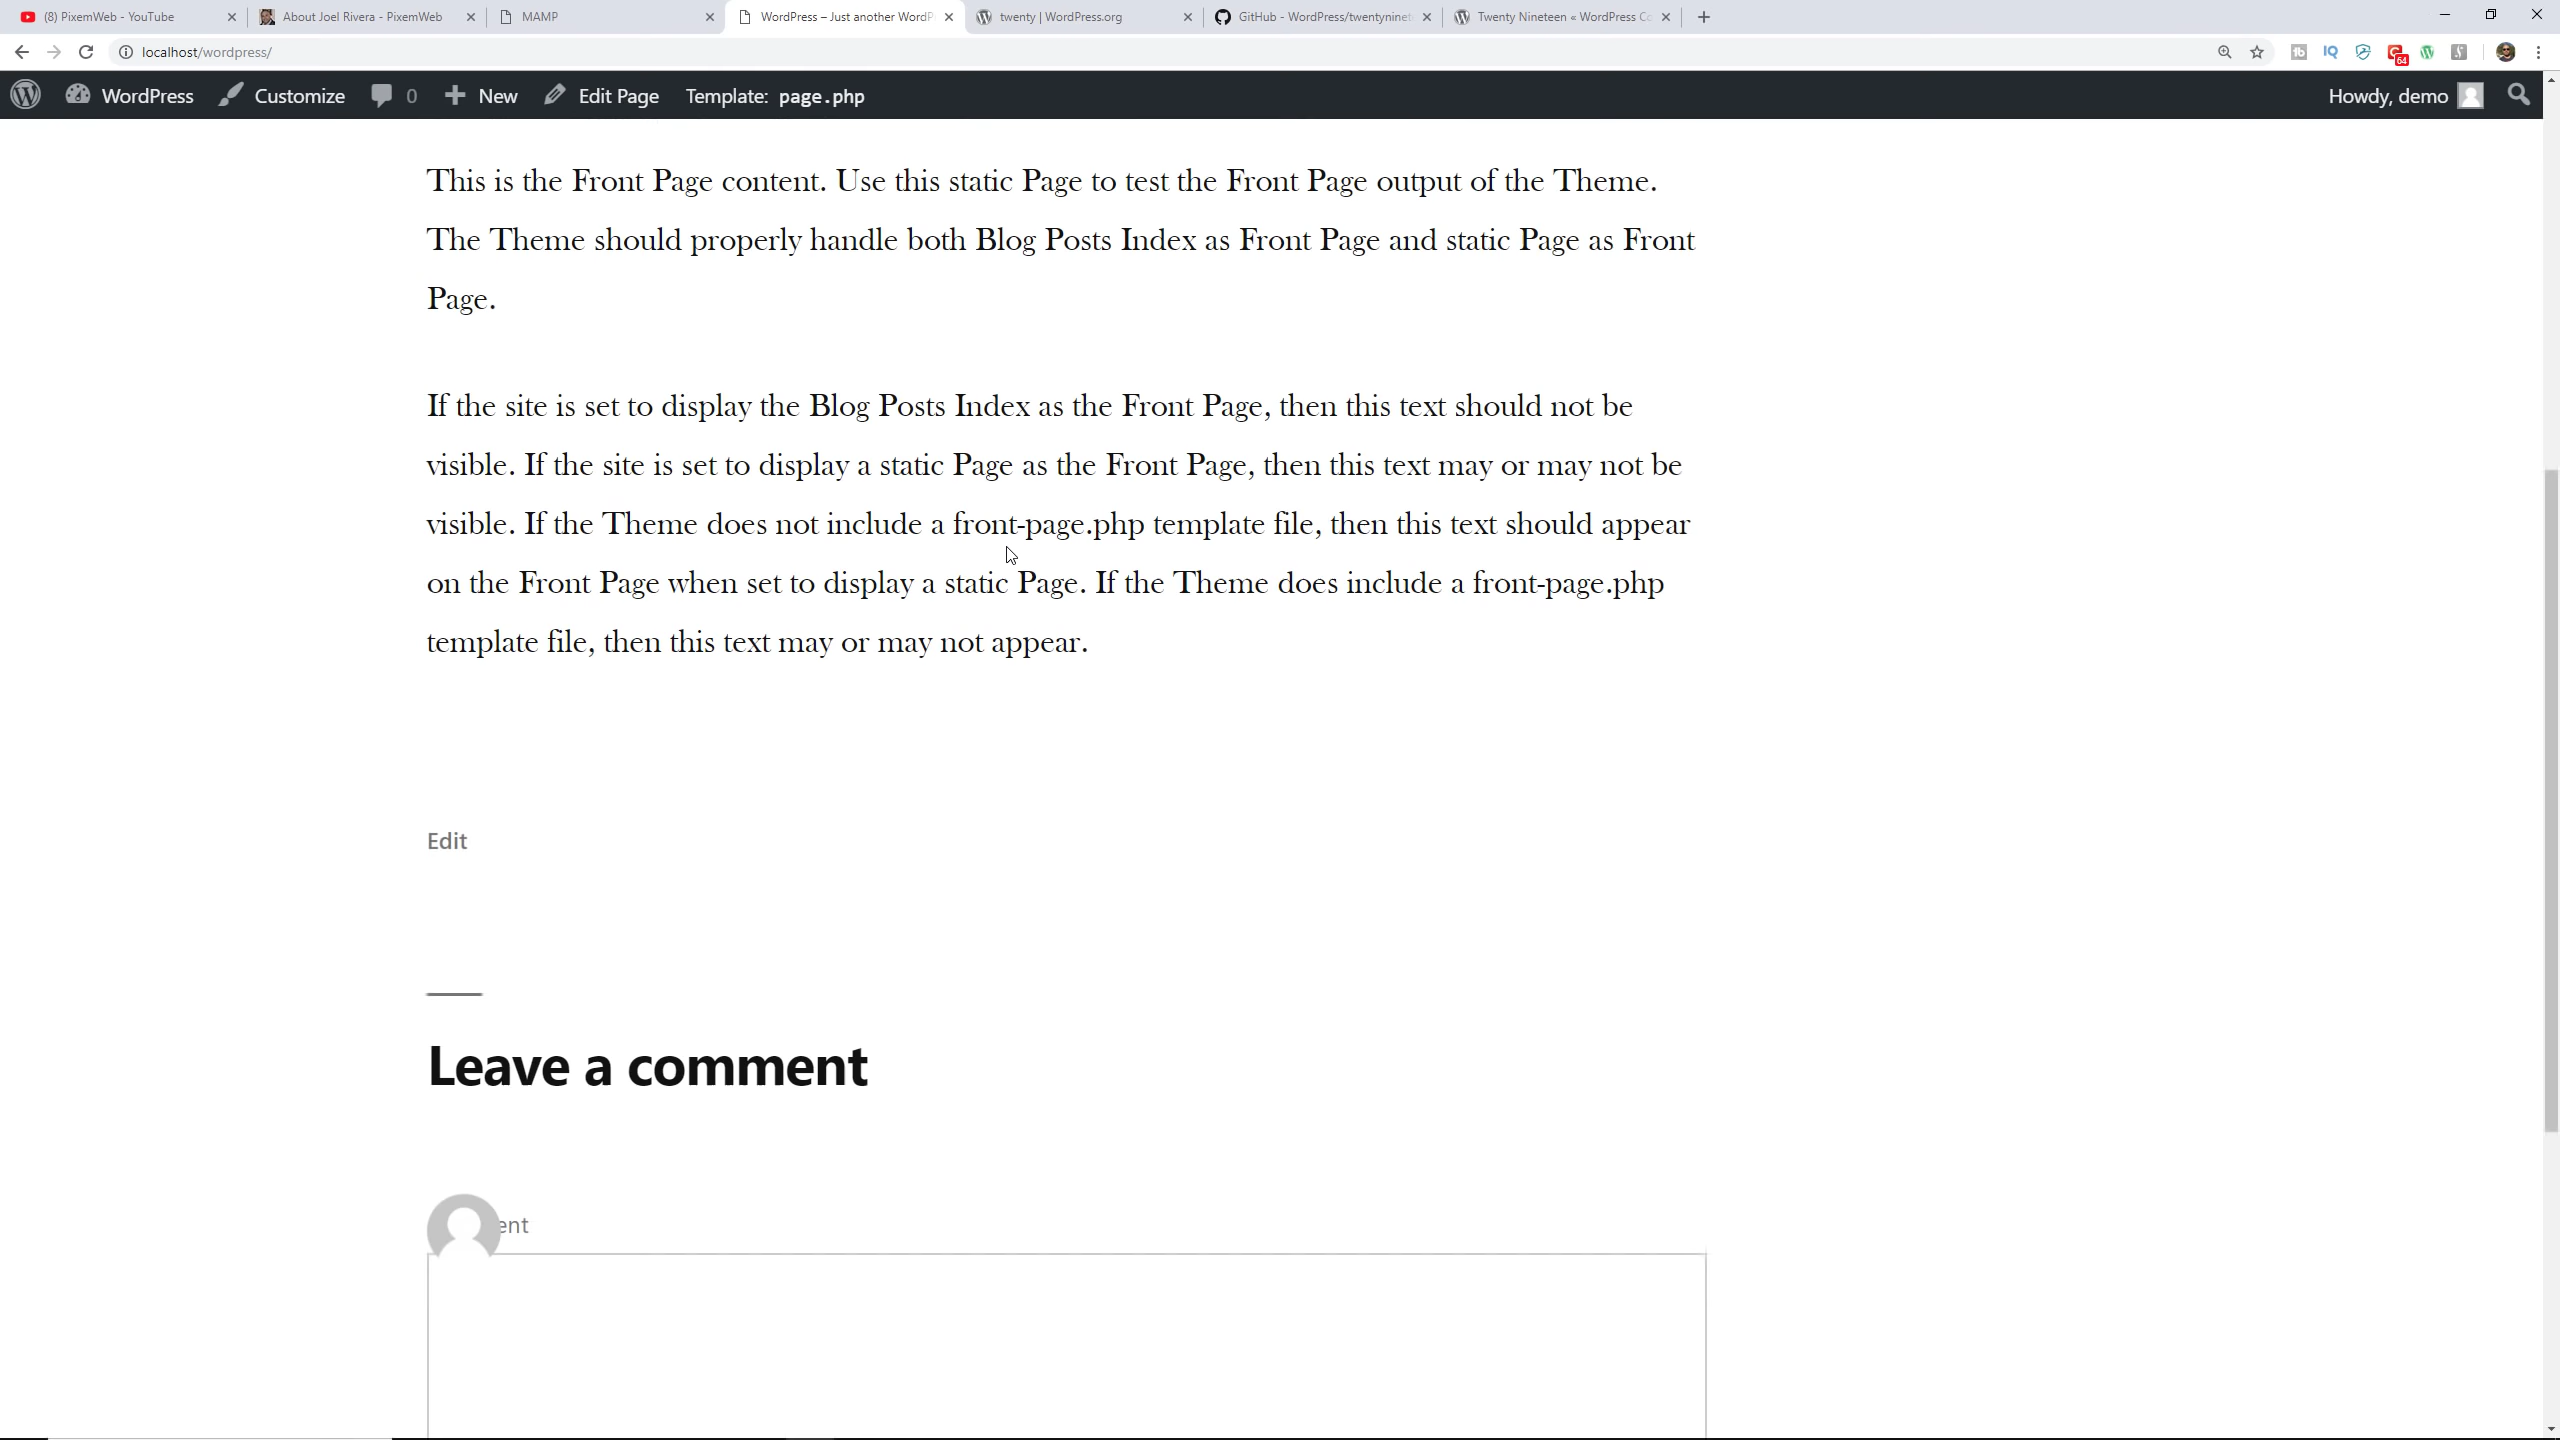 (8) PixemWeb - YouTube
About Joel Rivera - PixemWeb
MAMP
WordPress – Just another WordP
twenty | WordPress.org
GitHub - WordPress/twentyninet
Twenty Nineteen « WordPress Co
localhost/wordpress/
IQ
64
WordPress
Customize
0
New
Edit Page
Template: page.php
Howdy, demo
This is the Front Page content. Use this static Page to test the Front Page output of the Theme.
The Theme should properly handle both Blog Posts Index as Front Page and static Page as Front
Page.
If the site is set to display the Blog Posts Index as the Front Page, then this text should not be
visible. If the site is set to display a static Page as the Front Page, then this text may or may not be
visible. If the Theme does not include a front-page.php template file, then this text should appear
on the Front Page when set to display a static Page. If the Theme does include a front-page.php
template file, then this text may or may not appear.
Edit
Leave a comment
ent